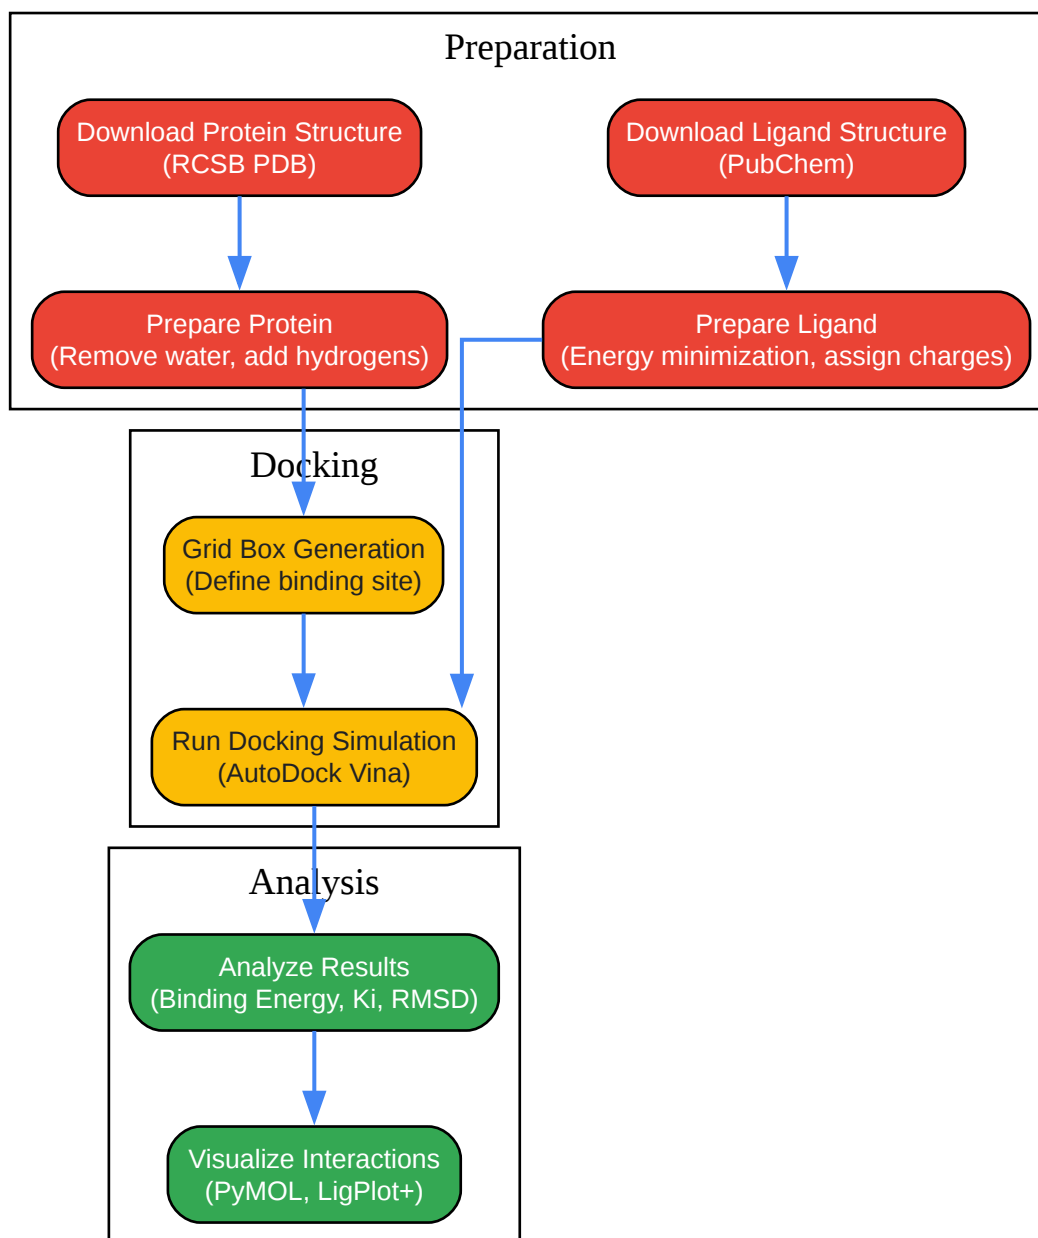 Preparation
Download Protein Structure
(RCSB PDB)
Download Ligand Structure
(PubChem)
Prepare Protein
(Remove water, add hydrogens)
Prepare Ligand
(Energy minimization, assign charges)
Docking
Grid Box Generation
(Define binding site)
Run Docking Simulation
(AutoDock Vina)
Analysis
Analyze Results
(Binding Energy, Ki, RMSD)
Visualize Interactions
(PyMOL, LigPlot+)